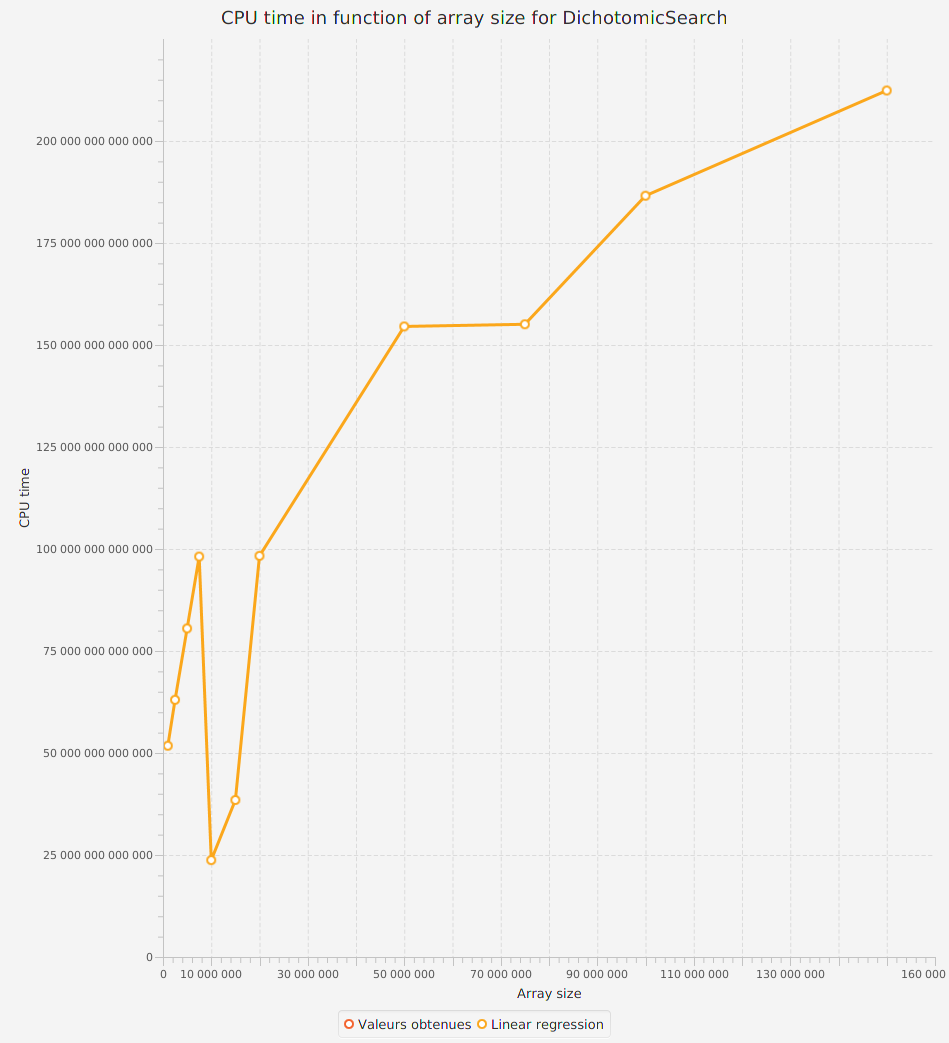 CPU time in function of array size for DichotomicSearch
200 000 000 000 000
175 000 000 000 000
150 000 000 000 000
125 000 000 000 000
100 000 000 000 000
75 000 000 000 000
50 000 000 000 000
25 000 000 000 000
0
CPU time
0 10 000 000 30 000 000 50 000 000 70 000 000 90 000 000 110 000 000 130 000 000 160 000
Array size
Valeurs obtenues Linear regression